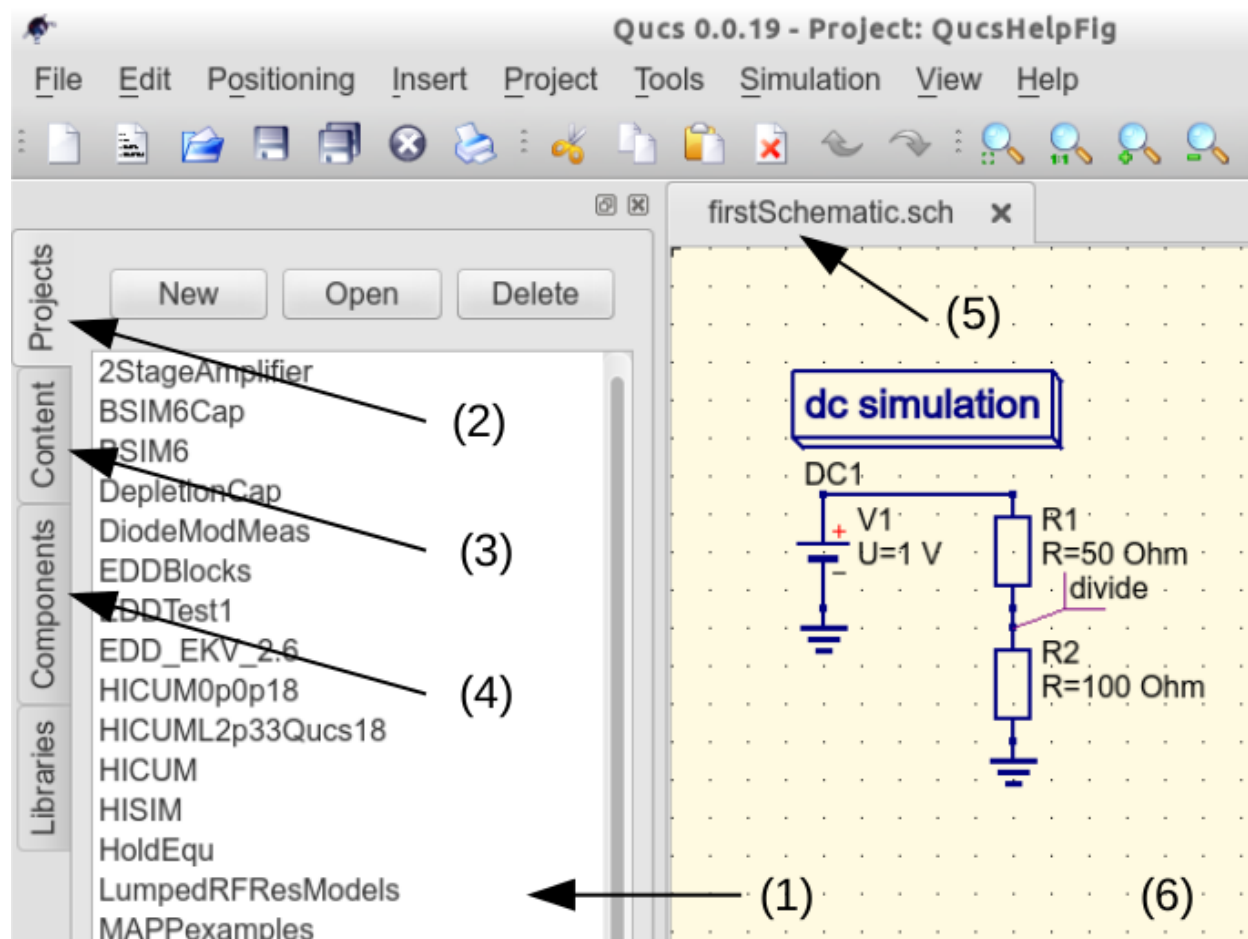 Qucs 0.0.19 - Project: QucsHelpFig
File Edit Positioning Insert Project Tools Simulation View Help
1:1
firstSchematic.sch
Projects
Content
Components
Libraries
New Open Delete
2StageAmplifier
BSIM6Cap
BSIM6
DepletionCap
DiodeModMeas
EDDBlocks
EDDTest1
EDD_EKV_2.6
HICUM0p0p18
HICUML2p33Qucs18
HICUM
HISIM
HoldEqu
LumpedRFResModels
MAPPexamples
(2)
(3)
(4)
(1)
(5)
dc simulation
DC1
V1
U=1 V
R1
R=50 Ohm
divide
R2
R=100 Ohm
(6)